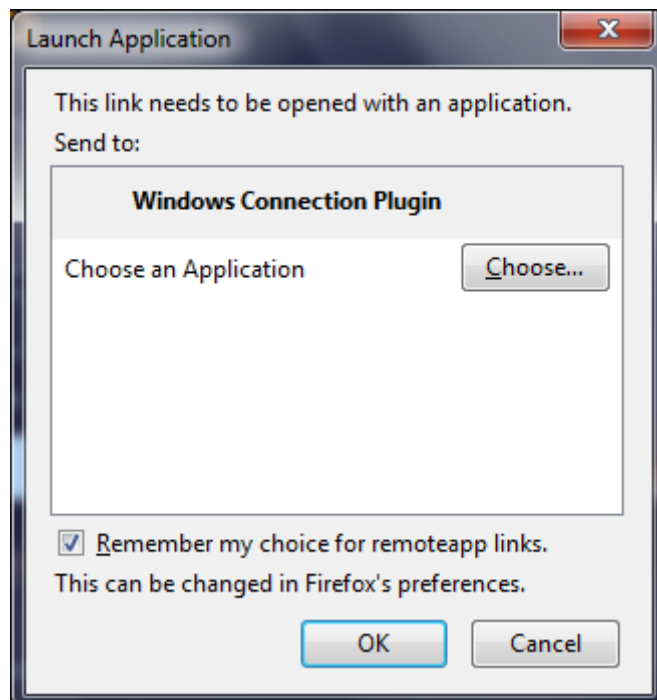 Launch Application
This link needs to be opened with an application.
Send to:
Windows Connection Plugin
Choose an Application
Choose...
Remember my choice for remoteapp links.
This can be changed in Firefox's preferences.
OK
Cancel